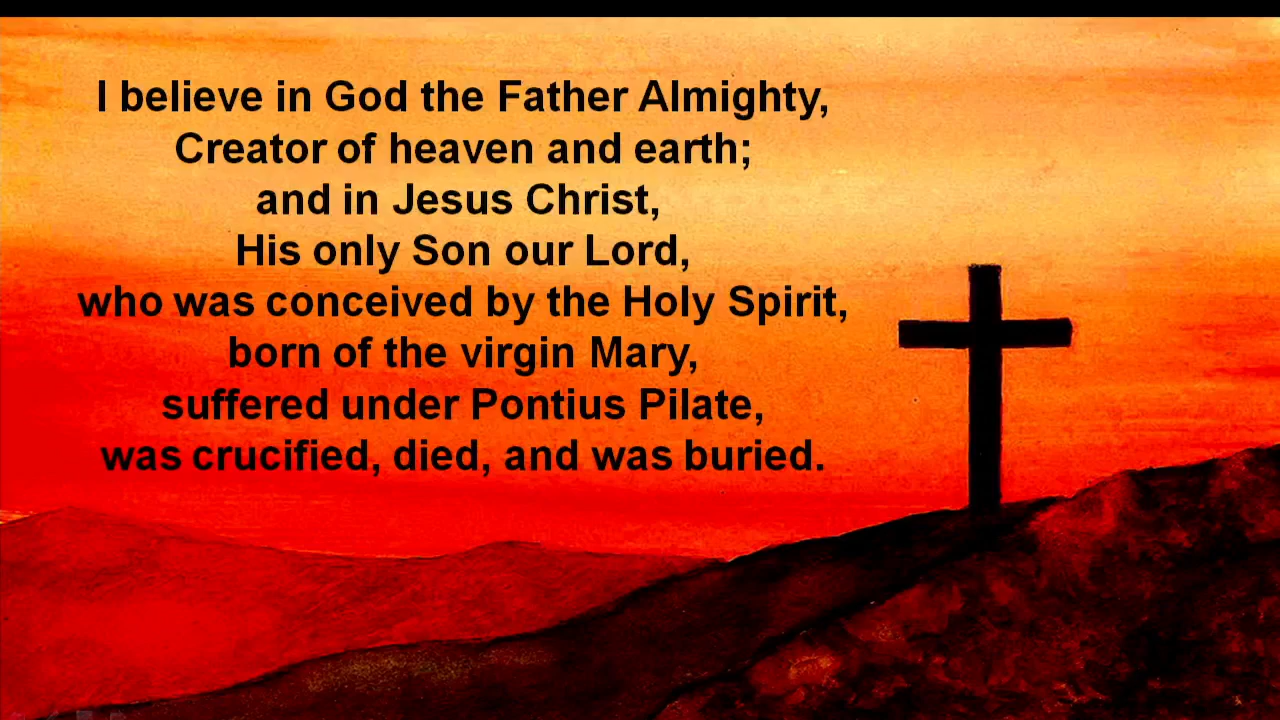 I believe in God the Father Almighty,
Creator of heaven and earth;
and in Jesus Christ,
His only Son our Lord,
who was conceived by the Holy Spirit,
born of the virgin Mary,
suffered under Pontius Pilate,
was crucified, died, and was buried.